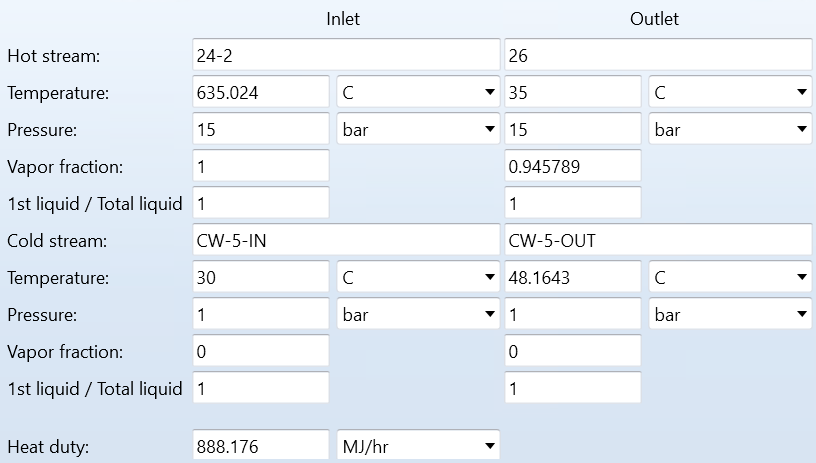 Inlet Outlet
Hot stream: 24-2 26
Temperature: 635.024 C 35 C
Pressure: 15 bar 15 bar
Vapor fraction: 1 0.945789
1st liquid / Total liquid 1 1
Cold stream: CW-5-IN CW-5-OUT
Temperature: 30 C 48.1643 C
Pressure: 1 bar 1 bar
Vapor fraction: 0 0
1st liquid / Total liquid 1 1
Heat duty: 888.176 MJ/hr